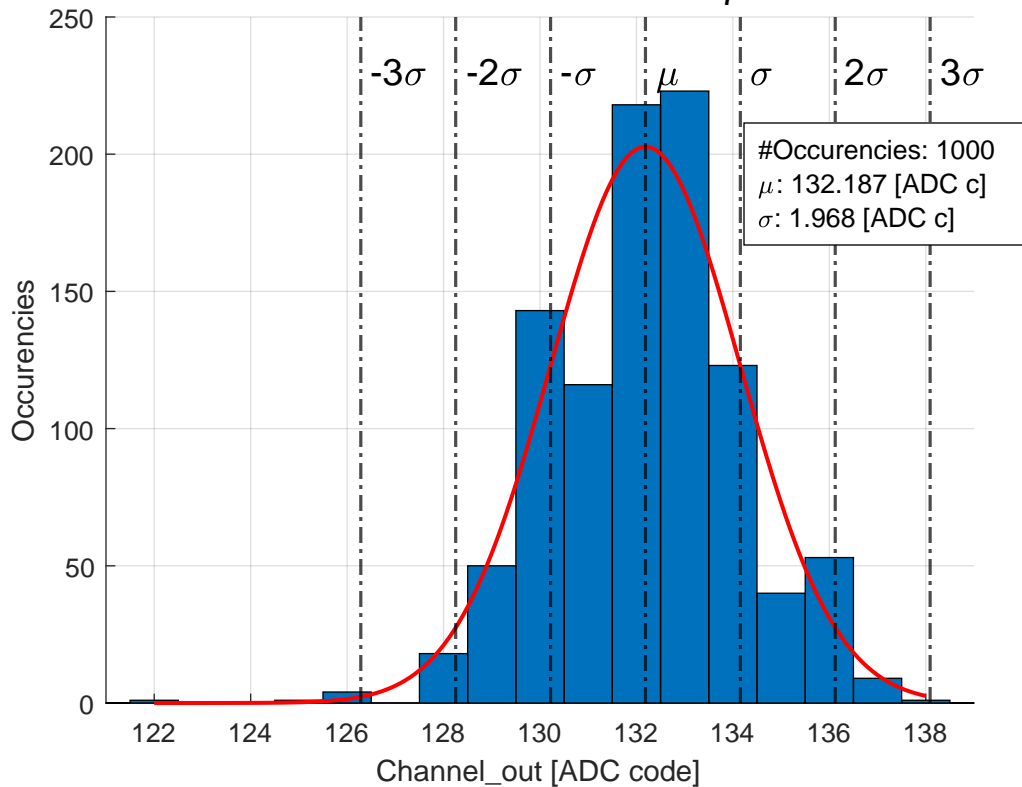 250
200
150
100
50
0
-3σ
-2σ
-σ
μ
σ
2σ
3σ
#Occurencies: 1000
μ: 132.187 [ADC c]
σ: 1.968 [ADC c]
Occurencies
122
124
126
128
130
132
134
136
138
Channel_out [ADC code]